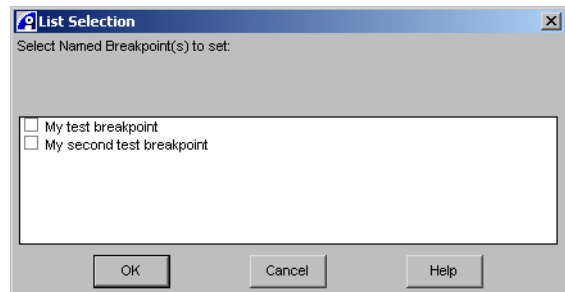 List Selection
Select Named Breakpoint(s) to set:
My test breakpoint
My second test breakpoint
OK Cancel Help